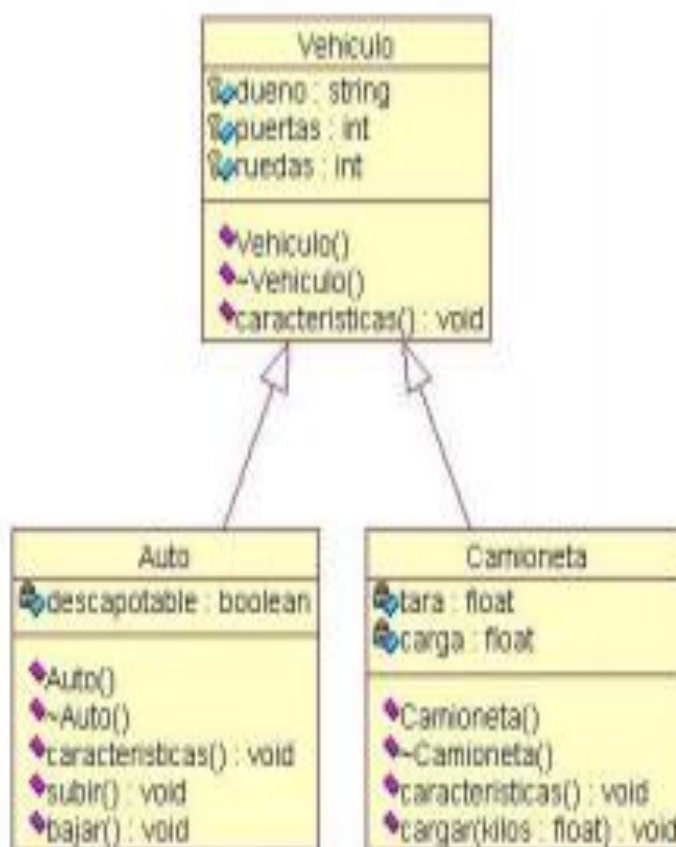 Vehiculo
dueno : string
puertas : int
ruedas : int
Vehiculo()
~Vehiculo()
caracteristicas() : void
Auto
descapotable : boolean
Auto()
~Auto()
caracteristicas() : void
subir() : void
bajar() : void
Camioneta
tara : float
carga : float
Camioneta()
~Camioneta()
caracteristicas() : void
cargar(kilos : float) : void